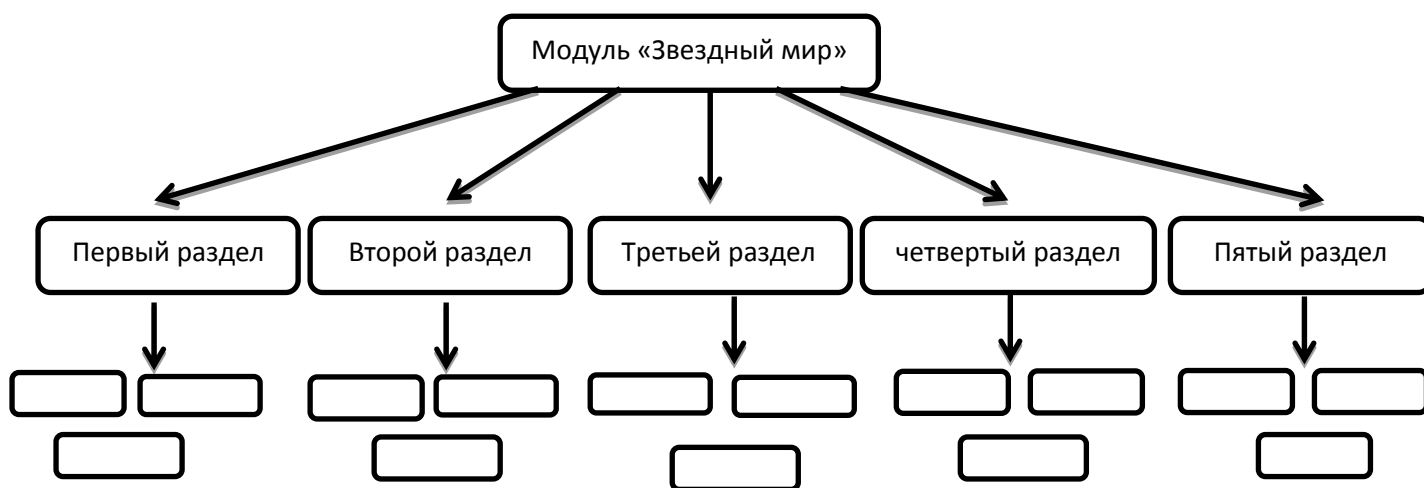 Модуль «Звездный мир»
Первый раздел
Второй раздел
Третьей раздел
четвертый раздел
Пятый раздел